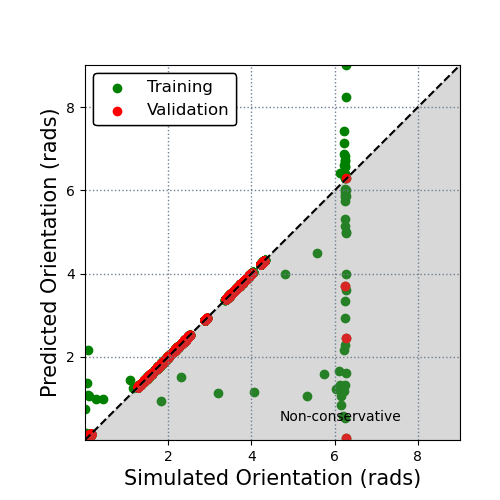 Training
Validation
8
6
4
2
Predicted Orientation (rads)
Non-conservative
2
4
6
8
Simulated Orientation (rads)